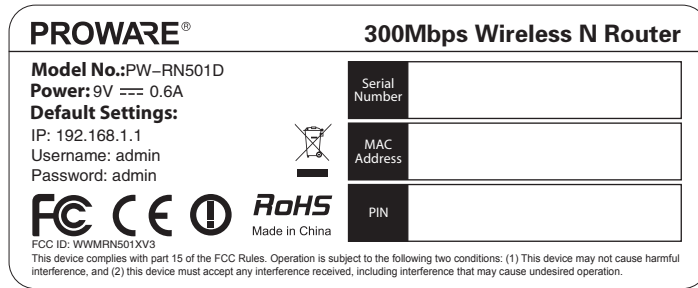 PROWARE®
300Mbps Wireless N Router
Model No.:PW–RN501D
Power: 9V 0.6A
Default Settings:
IP: 192.168.1.1
Username: admin
Password: admin
FC CE
RoHS
Made in China
FCC ID: WWMRN501XV3
Serial
Number
MAC
Address
PIN
This device complies with part 15 of the FCC Rules. Operation is subject to the following two conditions: (1) This device may not cause harmful
interference, and (2) this device must accept any interference received, including interference that may cause undesired operation.